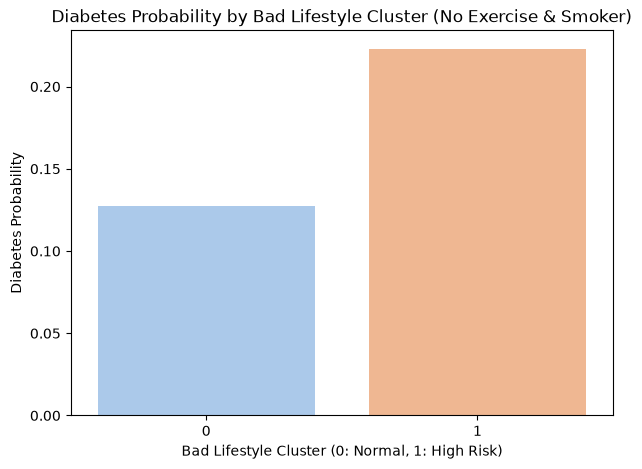 Diabetes Probability by Bad Lifestyle Cluster (No Exercise & Smoker)
0.20
0.15
0.10
0.05
0.00
Diabetes Probability
0 1
Bad Lifestyle Cluster (0: Normal, 1: High Risk)